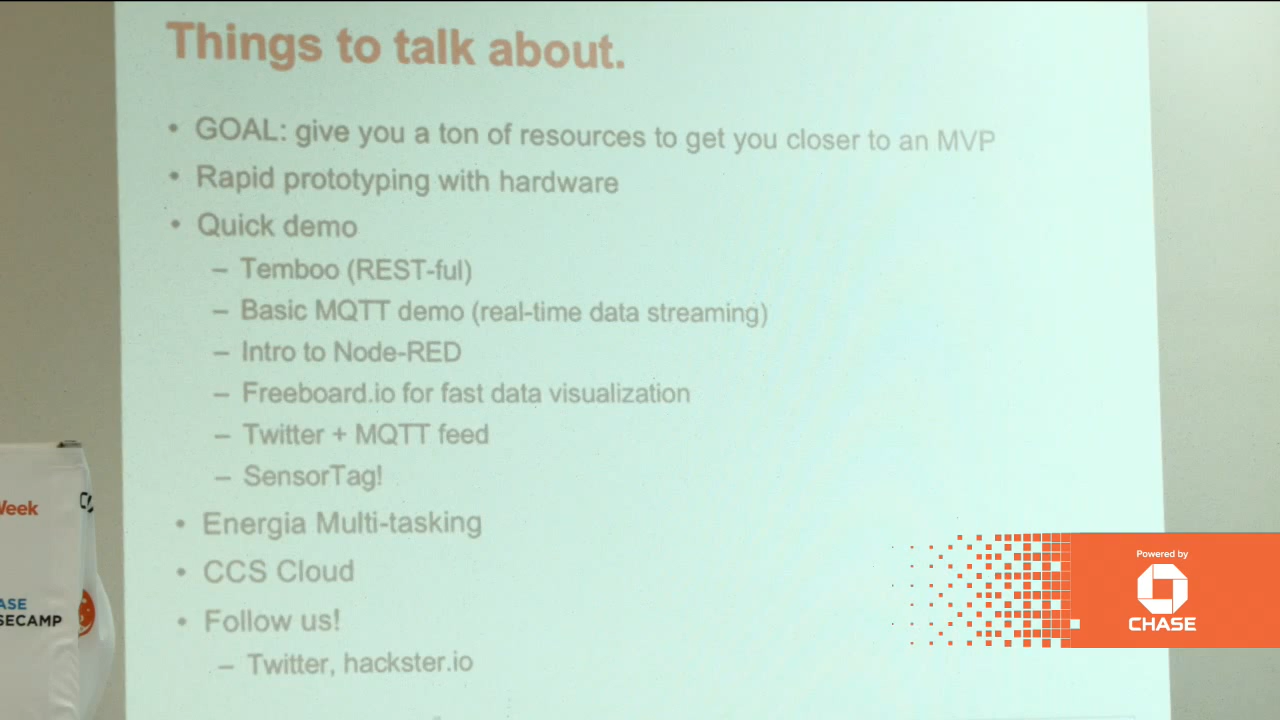 Things to talk about.
• GOAL: give you a ton of resources to get you closer to an MVP
• Rapid prototyping with hardware
• Quick demo
– Temboo (REST-ful)
– Basic MQTT demo (real-time data streaming)
– Intro to Node-RED
– Freeboard.io for fast data visualization
– Twitter + MQTT feed
– SensorTag!
• Energia Multi-tasking
• CCS Cloud
• Follow us!
– Twitter, hackster.io
Week
ASE
SECAMP
Powered by
CHASE